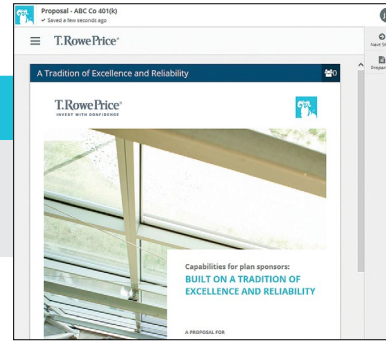 Proposal - ABC Co 401(k)
✔ Saved a few seconds ago
T.RowePrice®
A Tradition of Excellence and Reliability
0
T.RowePrice®
INVEST WITH CONFIDENCE
Capabilities for plan sponsors:
BUILT ON A TRADITION OF
EXCELLENCE AND RELIABILITY
A PROPOSAL FOR